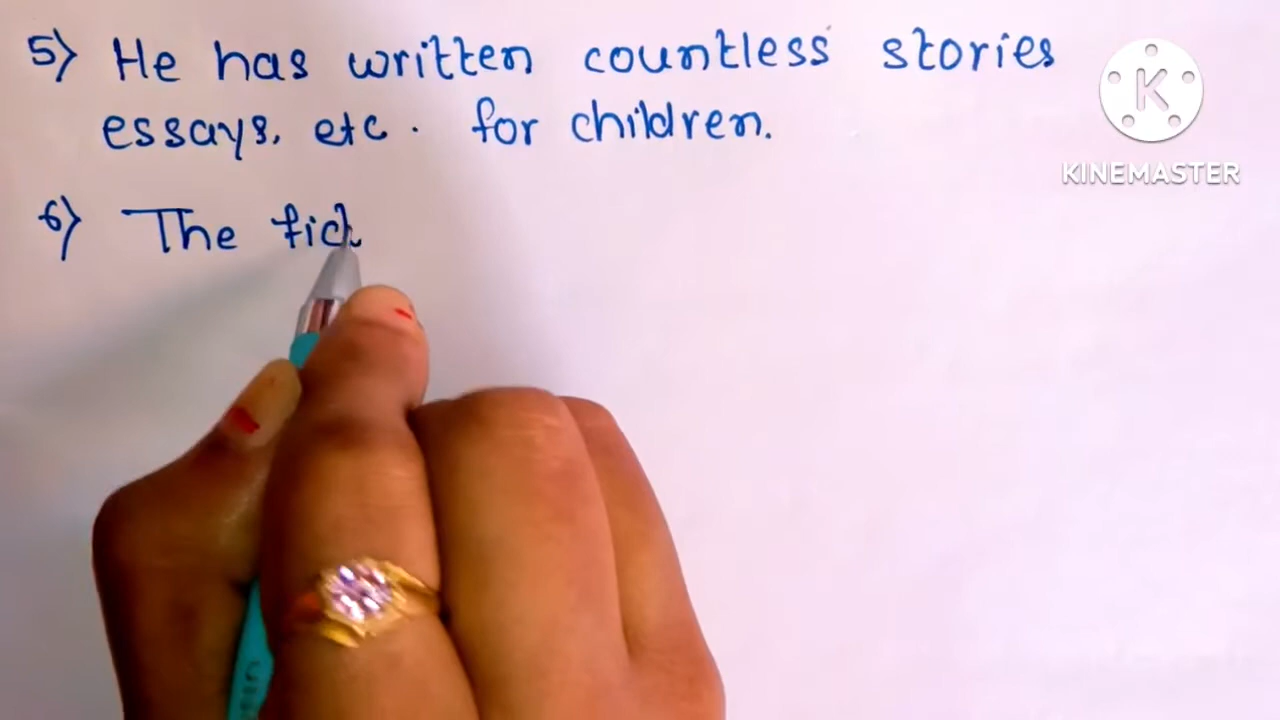 5) He has written countless stories
essays, etc. for children.
6) The fict
K
KINEMASTER